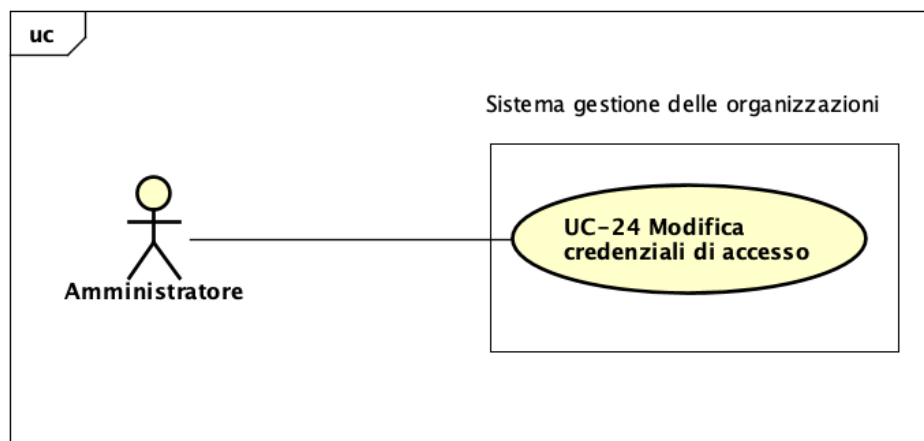 uc
Sistema gestione delle organizzazioni
UC-24 Modifica
credenziali di accesso
Amministratore